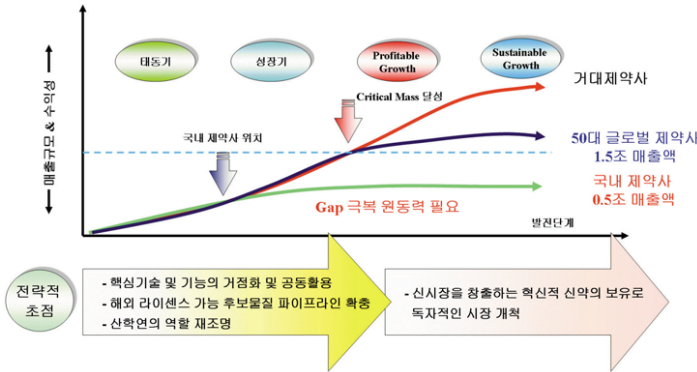 태동기
성장기
Profitable
Growth
Sustainable
Growth
매출규모 & 수익성
거대제약사
Critical Mass 달성
국내 제약사 위치
50대 글로벌 제약사
1.5조 매출액
국내 제약사
0.5조 매출액
Gap 극복 원동력 필요
발전단계
전략적
초점
- 핵심기술 및 기능의 거점화 및 공동활용
- 해외 라이센스 가능 후보물질 파이프라인 확충
- 산학연의 역할 재조명
- 신시장을 창출하는 혁신적 신약의 보유로
독자적인 시장 개척